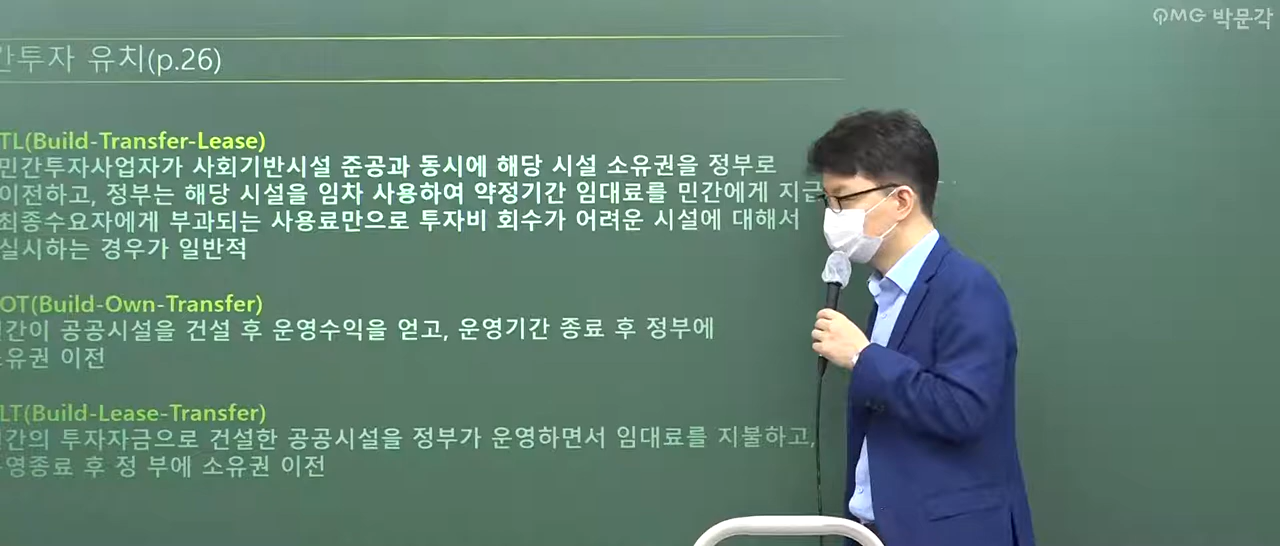 PMG 박문각
간투자 유치(p.26)
TL(Build-Transfer-Lease)
민간투자사업자가 사회기반시설 준공과 동시에 해당 시설 소유권을 정부로
이전하고, 정부는 해당 시설을 임차 사용하여 약정기간 임대료를 민간에게 지급
최종수요자에게 부과되는 사용료만으로 투자비 회수가 어려운 시설에 대해서
실시하는 경우가 일반적
OT(Build-Own-Transfer)
간이 공공시설을 건설 후 운영수익을 얻고, 운영기간 종료 후 정부에
유권 이전
LT(Build-Lease-Transfer)
간의 투자자금으로 건설한 공공시설을 정부가 운영하면서 임대료를 지불하고,
영종료 후 정 부에 소유권 이전